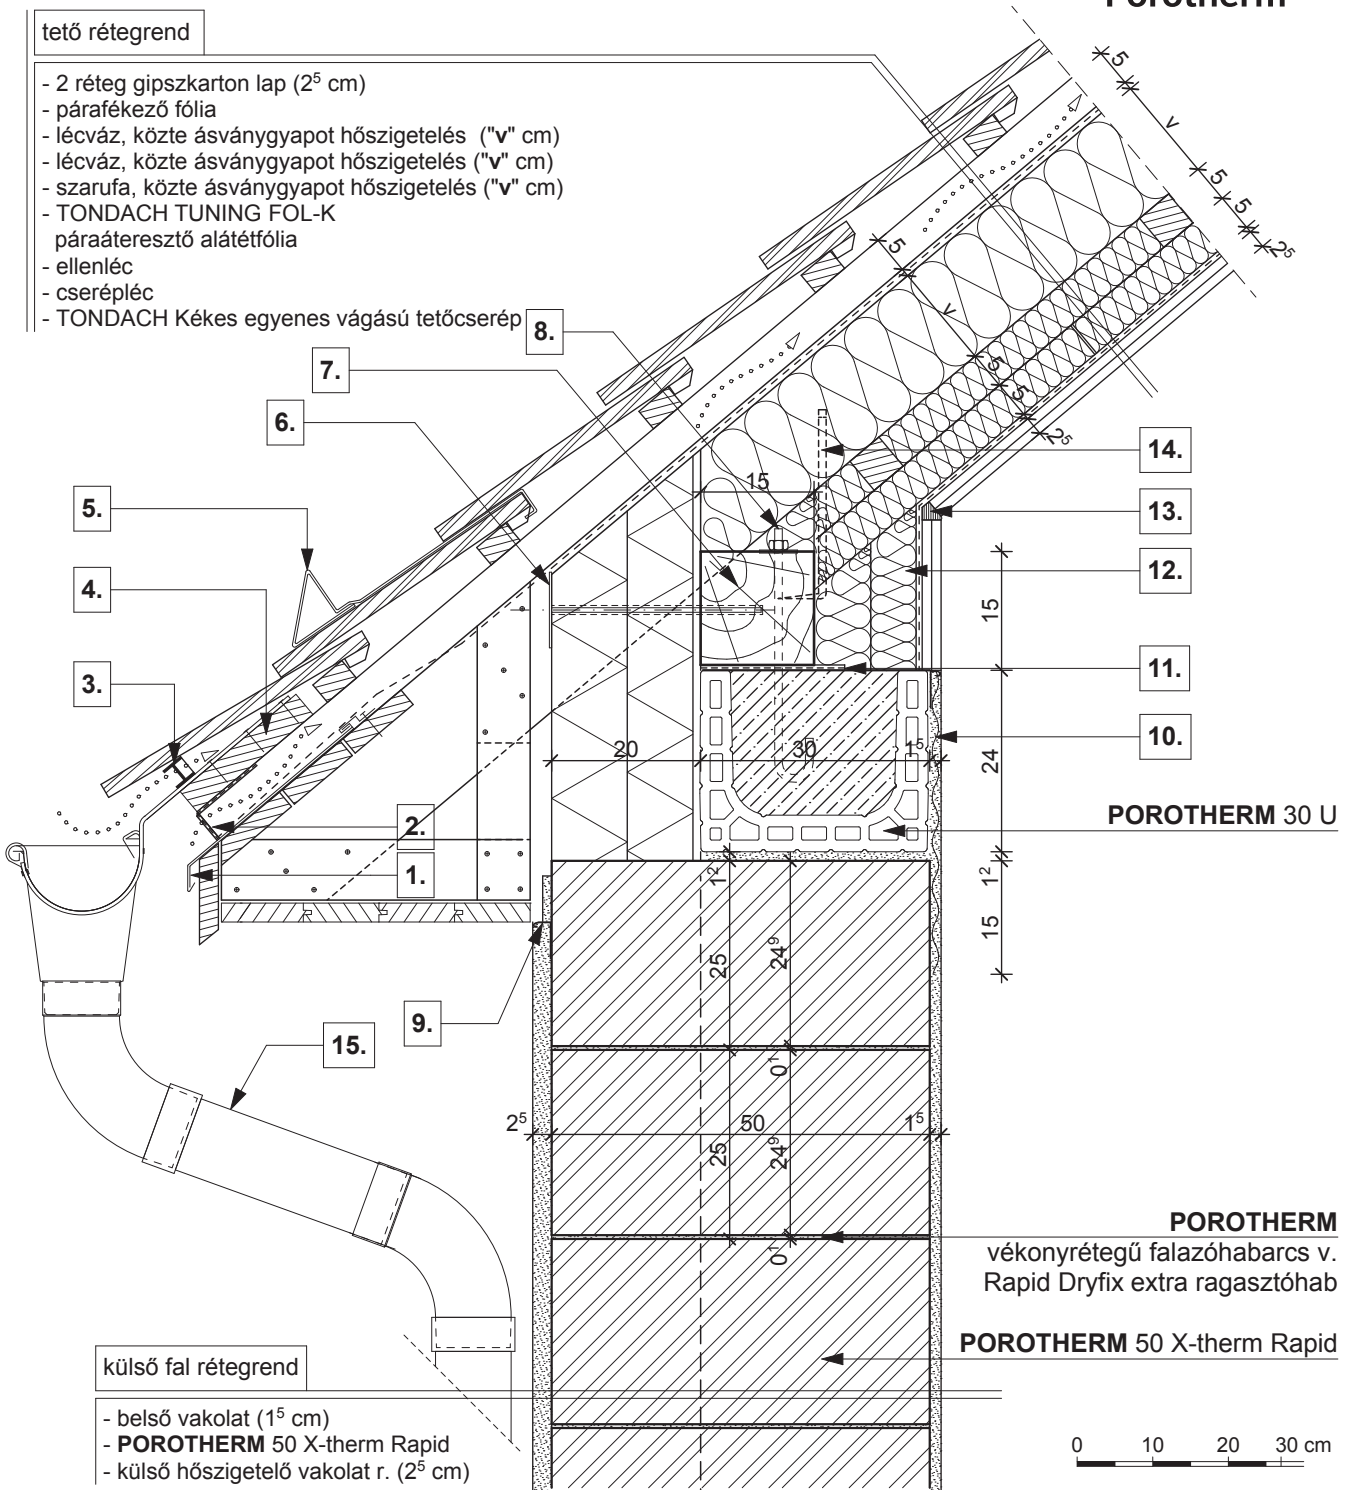 Porotherm
tető rétegrend
- 2 réteg gipszkarton lap (2⁵ cm)
- párafékező fólia
- lécváz, közte ásványgyapot hőszigetelés ("v" cm)
- lécváz, közte ásványgyapot hőszigetelés ("v" cm)
- szarufa, közte ásványgyapot hőszigetelés ("v" cm)
- TONDACH TUNING FOL-K
páraáteresztő alátétfólia
- ellenléc
- cserépléc
- TONDACH Kékes egyenes vágású tetőcserép
5
v
5
5
2⁵
5
v
5
5
2⁵
8.
7.
6.
5.
4.
3.
2.
1.
9.
15.
14.
13.
12.
11.
10.
15
15
24
1²
15
20
30
1⁵
POROTHERM 30 U
1²
25
24⁹
0¹
2⁵
50
1⁵
25
24⁹
0¹
POROTHERM
vékonyrétegű falazóhabarcs v.
Rapid Dryfix extra ragasztóhab
POROTHERM 50 X-therm Rapid
külső fal rétegrend
- belső vakolat (1⁵ cm)
- POROTHERM 50 X-therm Rapid
- külső hőszigetelő vakolat r. (2⁵ cm)
0 10 20 30 cm